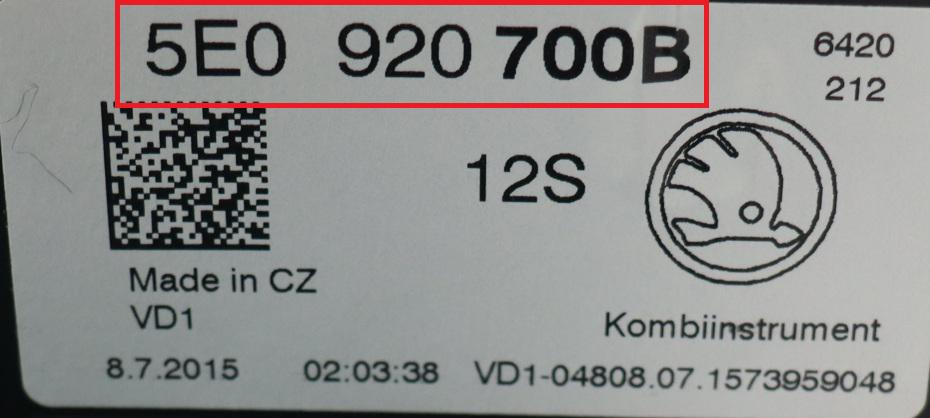 5E0 920 700B
6420
212
12S
Made in CZ
VD1
Kombiinstrument
8.7.2015 02:03:38 VD1-04808.07.1573959048